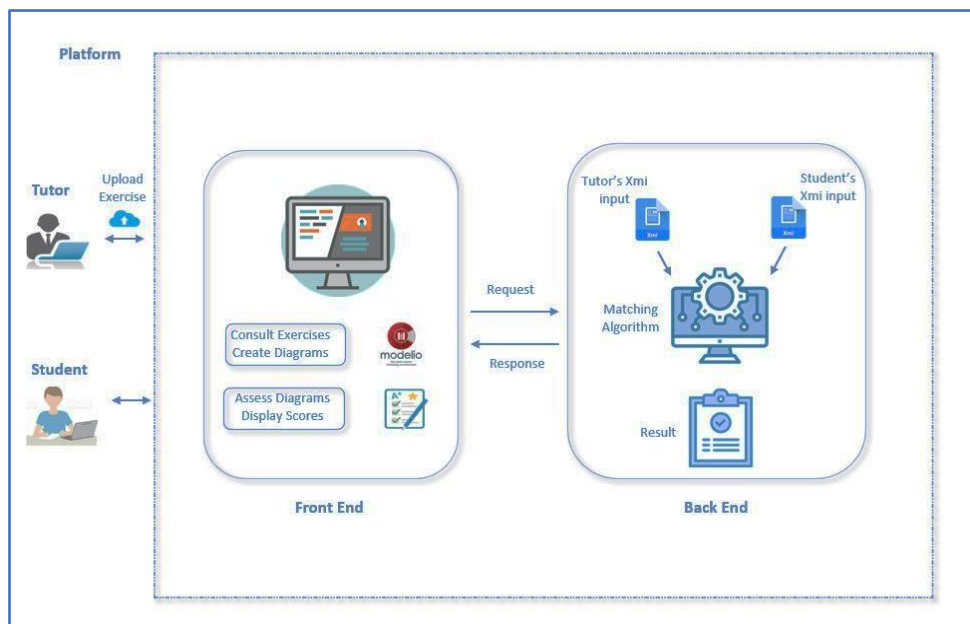 Platform
Tutor
Upload
Exercise
Student
Consult Exercises
Create Diagrams
modelio
Assess Diagrams
Display Scores
A+
Front End
Request
Response
Tutor's Xmi
input
Student's
Xmi input
Xmi
Xmi
Matching
Algorithm
Result
Back End